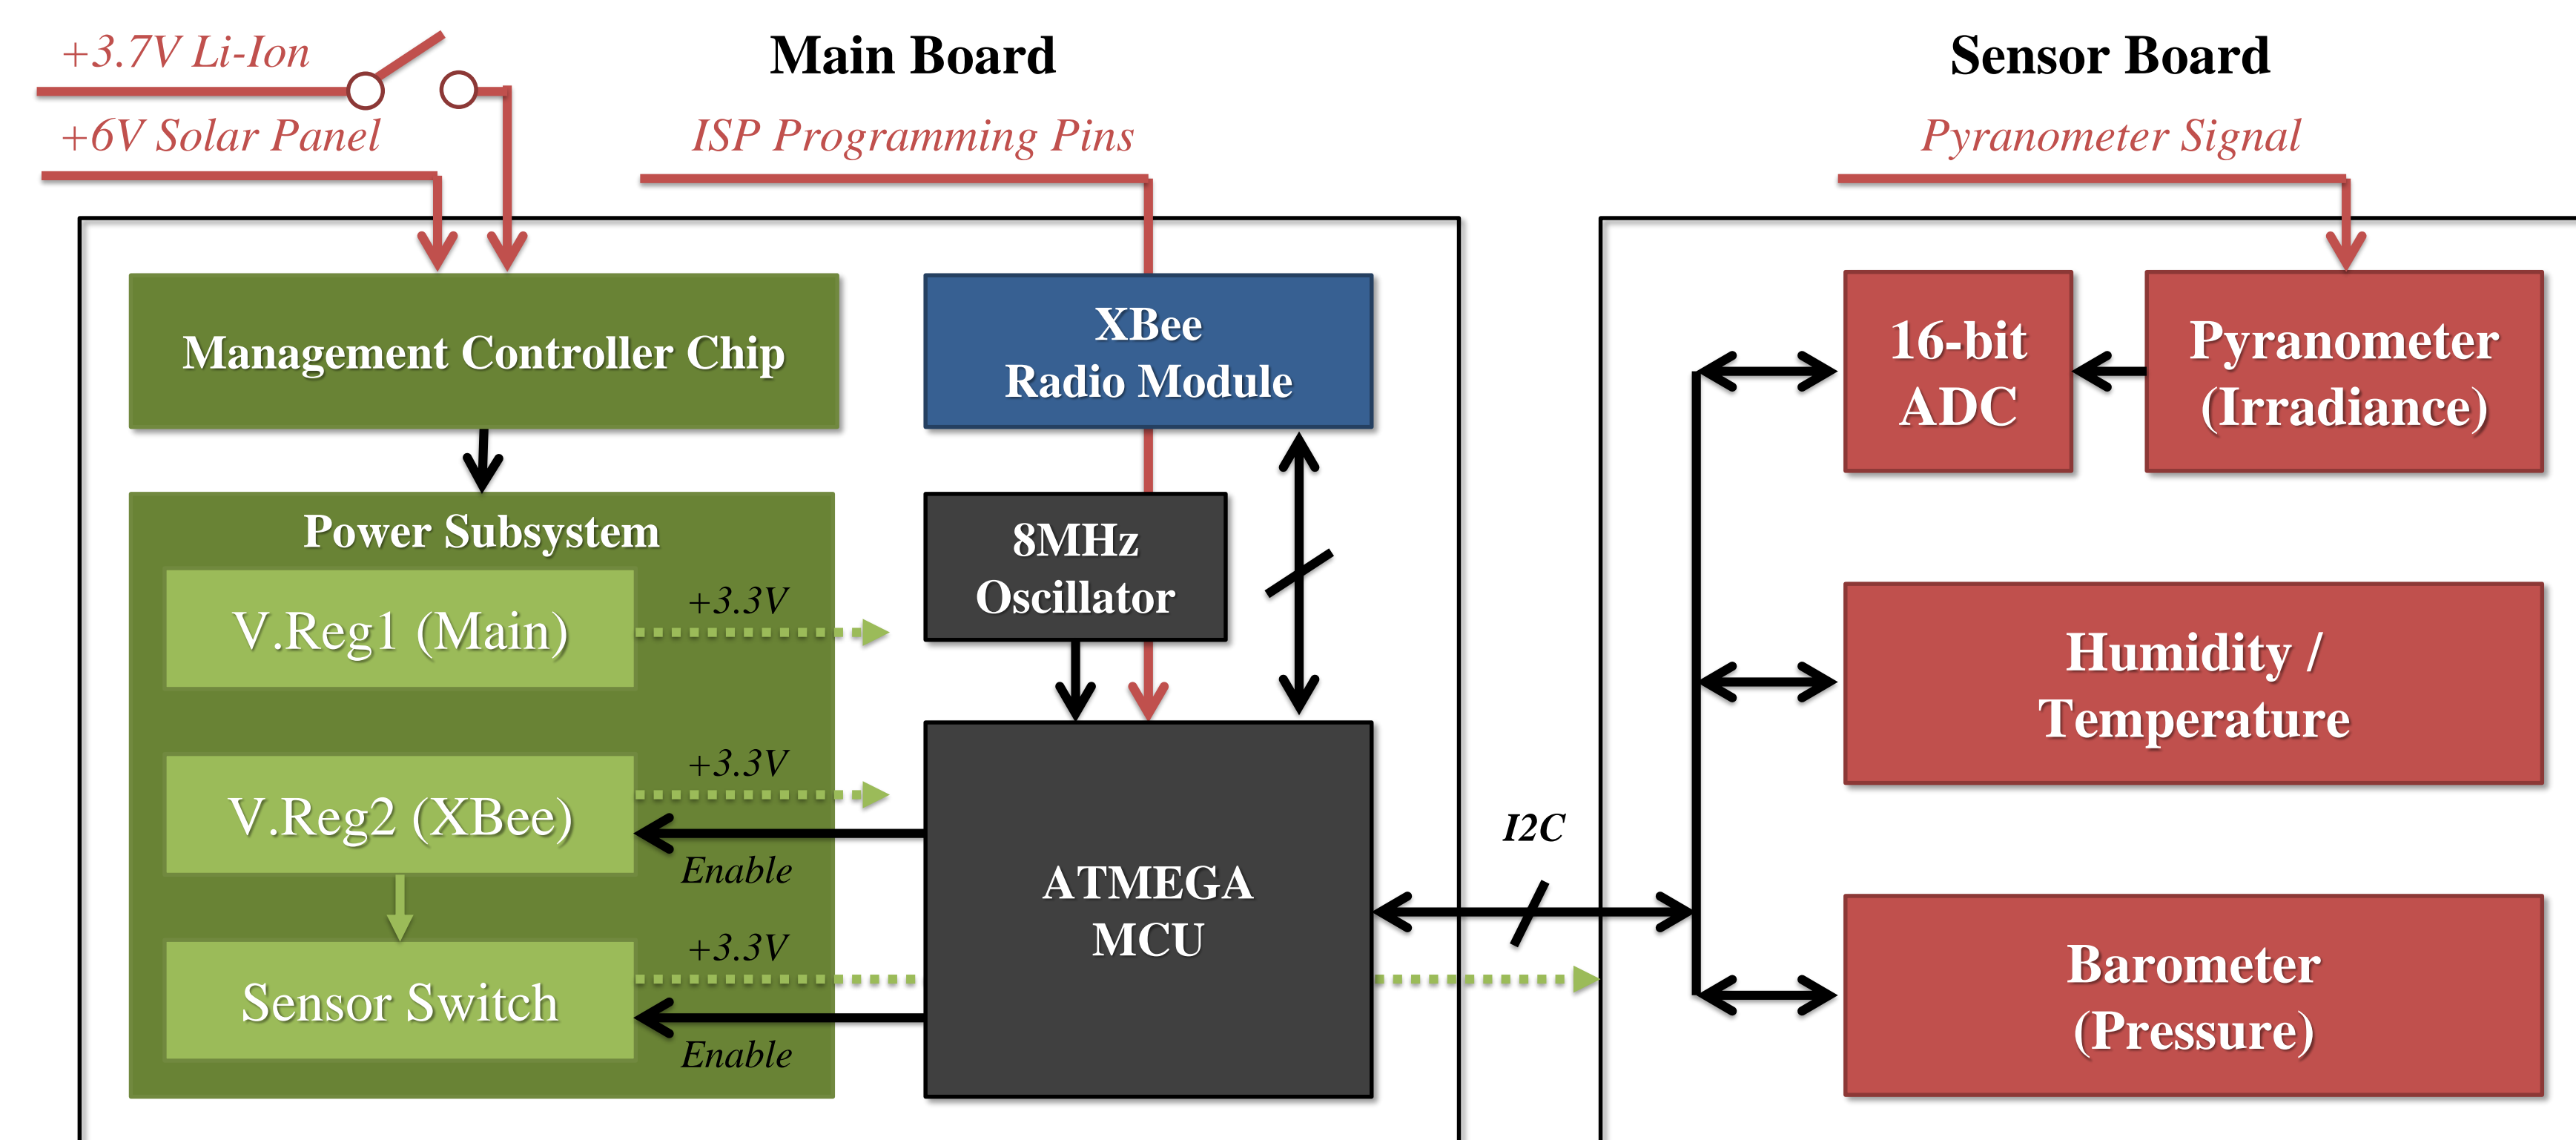 +3.7V Li-Ion
+6V Solar Panel
Main Board
ISP Programming Pins
Sensor Board
Pyranometer Signal
Management Controller Chip
XBee
Radio Module
Power Subsystem
V.Reg1 (Main)
+3.3V
V.Reg2 (XBee)
+3.3V
Enable
Sensor Switch
+3.3V
Enable
8MHz
Oscillator
ATMEGA
MCU
I2C
16-bit
ADC
Pyranometer
(Irradiance)
Humidity /
Temperature
Barometer
(Pressure)